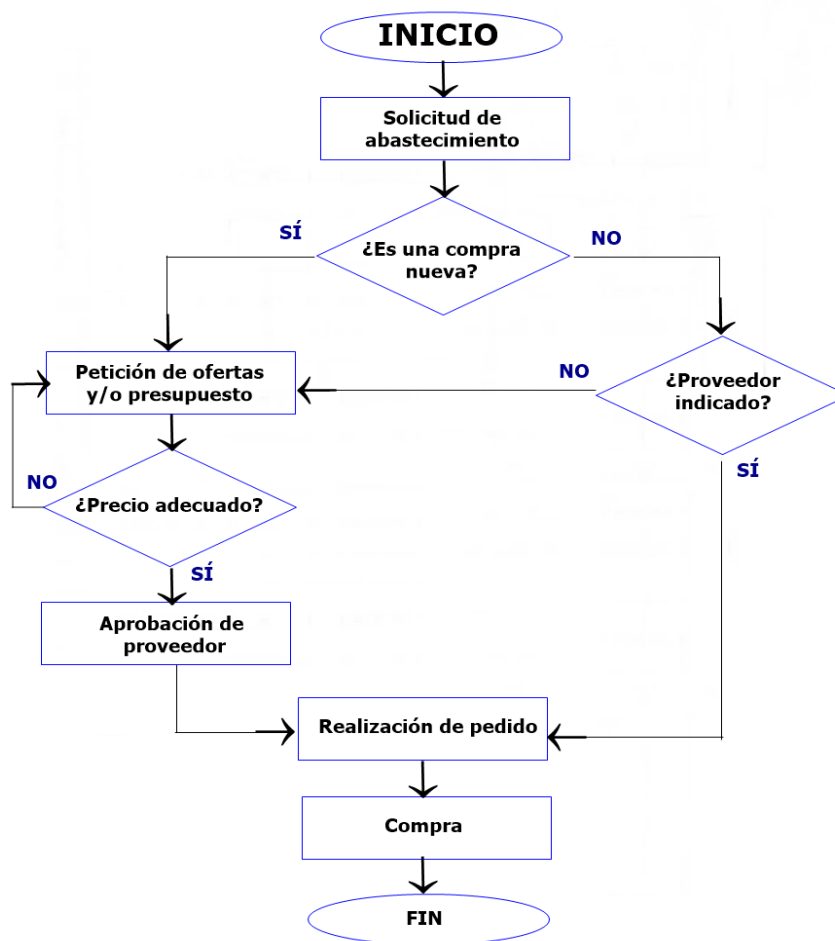 INICIO
Solicitud de
abastecimiento
SÍ
NO
¿Es una compra
nueva?
Petición de ofertas
y/o presupuesto
NO
¿Proveedor
indicado?
NO
¿Precio adecuado?
SÍ
SÍ
Aprobación de
proveedor
Realización de pedido
Compra
FIN